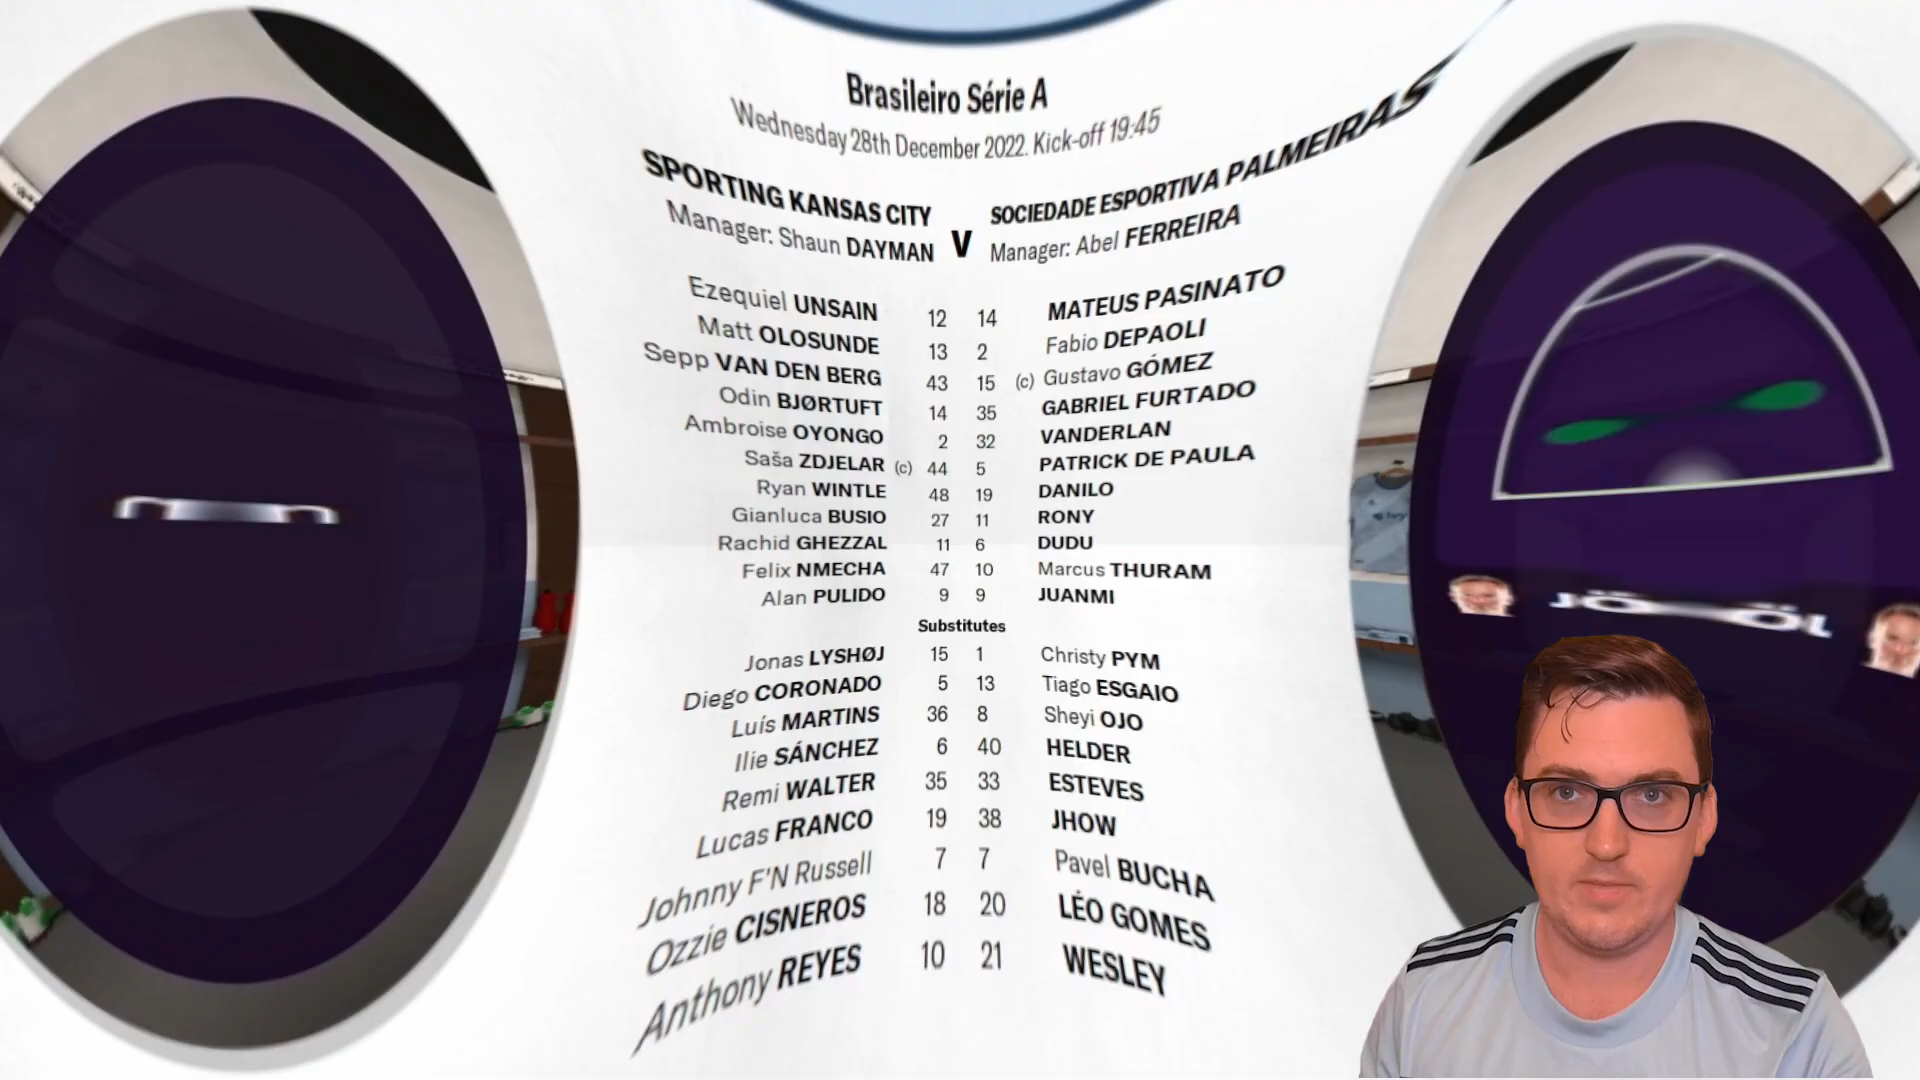 Brasileiro Série A
Wednesday 28th December 2022. Kick-off 19:45
SPORTING KANSAS CITY V SOCIEDADE ESPORTIVA PALMEIRAS
Manager: Shaun DAYMAN Manager: Abel FERREIRA
Ezequiel UNSAIN 12 14 MATEUS PASINATO
Matt OLOSUNDE 13 2 Fabio DEPAOLI
Sepp VAN DEN BERG 43 15 (c) Gustavo GÓMEZ
Odin BJØRTUFT 14 35 GABRIEL FURTADO
Ambroise OYONGO 2 32 VANDERLAN
Saša ZDJELAR (c) 44 5 PATRICK DE PAULA
Ryan WINTLE 48 19 DANILO
Gianluca BUSIO 27 11 RONY
Rachid GHEZZAL 11 6 DUDU
Felix NMECHA 47 10 Marcus THURAM
Alan PULIDO 9 9 JUANMI
Substitutes
Jonas LYSHØJ 15 1 Christy PYM
Diego CORONADO 5 13 Tiago ESGAIO
Luís MARTINS 36 8 Sheyi OJO
Ilie SÁNCHEZ 6 40 HELDER
Remi WALTER 35 33 ESTEVES
Lucas FRANCO 19 38 JHOW
Johnny F'N Russell 7 7 Pavel BUCHA
Ozzie CISNEROS 18 20 LÉO GOMES
Anthony REYES 10 21 WESLEY